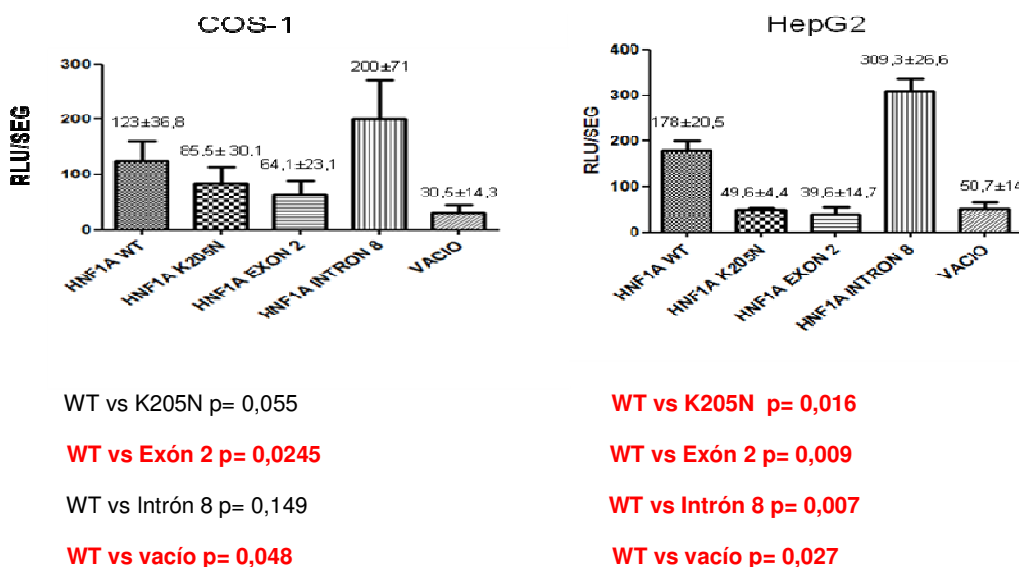 COS-1
RLU/SEG
300
200
100
0
123±36,8
85,5±30,1
64,1±23,1
200±71
30,5±14,3
HNF1A WT
HNF1A K205N
HNF1A EXON 2
HNF1A INTRON 8
VACIO
HepG2
RLU/SEG
400
300
200
100
0
178±20,5
49,6±4,4
39,6±14,7
309,3±26,6
50,7±14
HNF1A WT
HNF1A K205N
HNF1A EXON 2
HNF1A INTRON 8
VACIO
WT vs K205N p= 0,055
WT vs Exón 2 p= 0,0245
WT vs Intrón 8 p= 0,149
WT vs vacío p= 0,048
WT vs K205N p= 0,016
WT vs Exón 2 p= 0,009
WT vs Intrón 8 p= 0,007
WT vs vacío p= 0,027